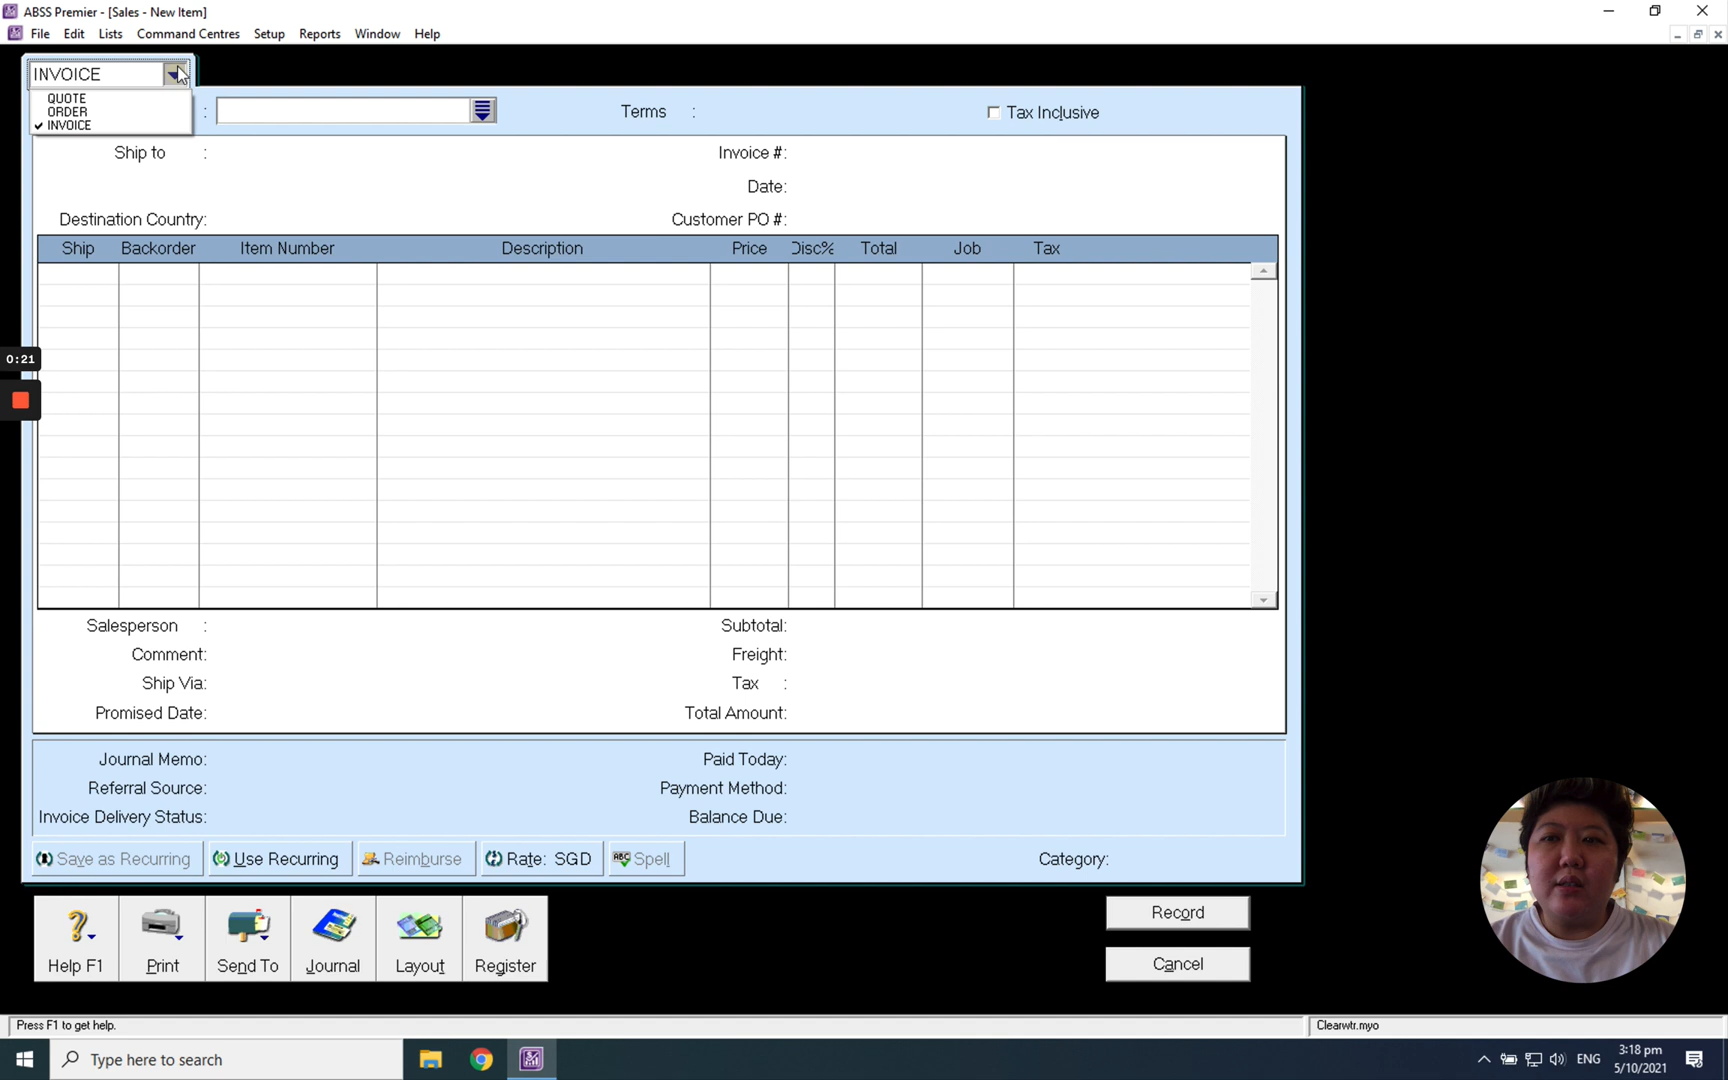 ABSS Premier - [Sales - New Item]
File Edit Lists Command Centres Setup Reports Window Help
INVOICE
QUOTE
ORDER
INVOICE
: Terms : Tax Inclusive
Ship to : Invoice #:
Date:
Destination Country: Customer PO #:
Ship Backorder Item Number Description Price Disc% Total Job Tax
0:21
Salesperson : Subtotal:
Comment: Freight:
Ship Via: Tax :
Promised Date: Total Amount:
Journal Memo: Paid Today:
Referral Source: Payment Method:
Invoice Delivery Status: Balance Due:
Save as Recurring Use Recurring Reimburse Rate: SGD ABC Spell Category:
Record
Help F1 Print Send To Journal Layout Register
Cancel
Press F1 to get help. Clearwtr.myo
Type here to search ENG 3:18 pm
5/10/2021